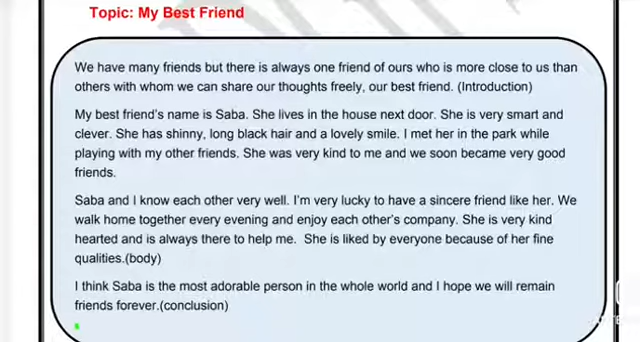 Topic: My Best Friend
We have many friends but there is always one friend of ours who is more close to us than
others with whom we can share our thoughts freely, our best friend. (Introduction)
My best friend's name is Saba. She lives in the house next door. She is very smart and
clever. She has shinny, long black hair and a lovely smile. I met her in the park while
playing with my other friends. She was very kind to me and we soon became very good
friends.
Saba and I know each other very well. I'm very lucky to have a sincere friend like her. We
walk home together every evening and enjoy each other's company. She is very kind
hearted and is always there to help me. She is liked by everyone because of her fine
qualities.(body)
I think Saba is the most adorable person in the whole world and I hope we will remain
friends forever.(conclusion)